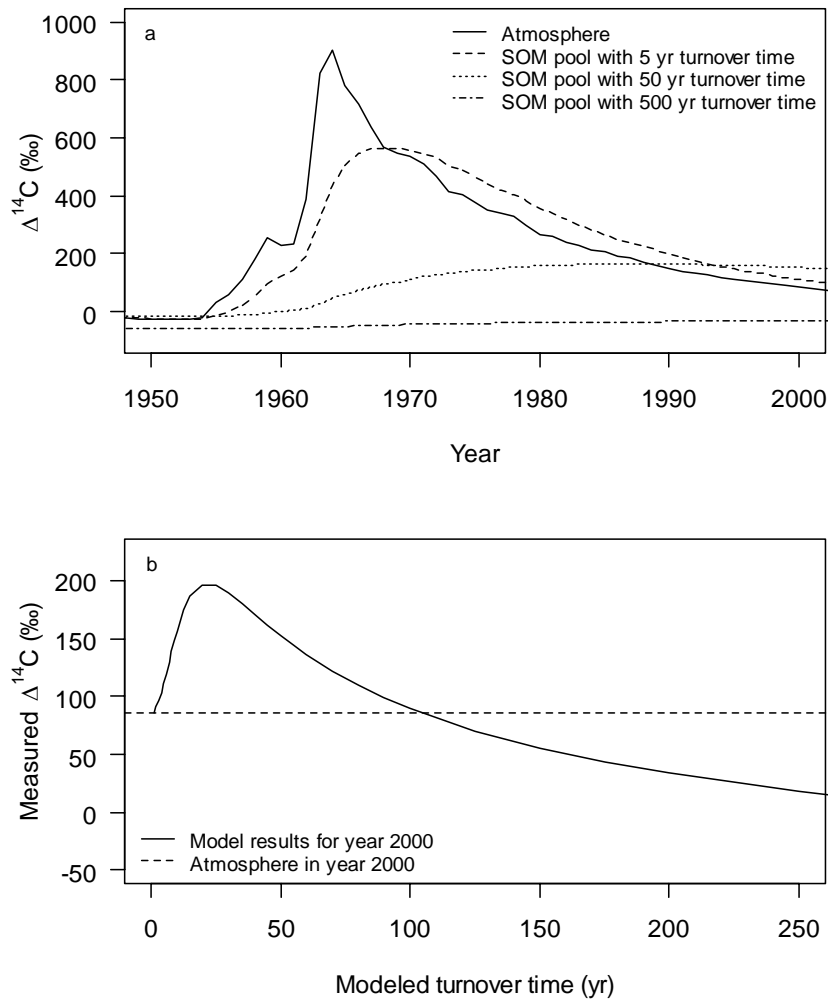 a
Atmosphere
SOM pool with 5 yr turnover time
SOM pool with 50 yr turnover time
SOM pool with 500 yr turnover time
1000
800
600
400
200
0
Δ¹⁴C (‰)
1950 1960 1970 1980 1990 2000
Year
b
200
150
100
50
0
-50
Measured Δ¹⁴C (‰)
Model results for year 2000
Atmosphere in year 2000
0 50 100 150 200 250
Modeled turnover time (yr)